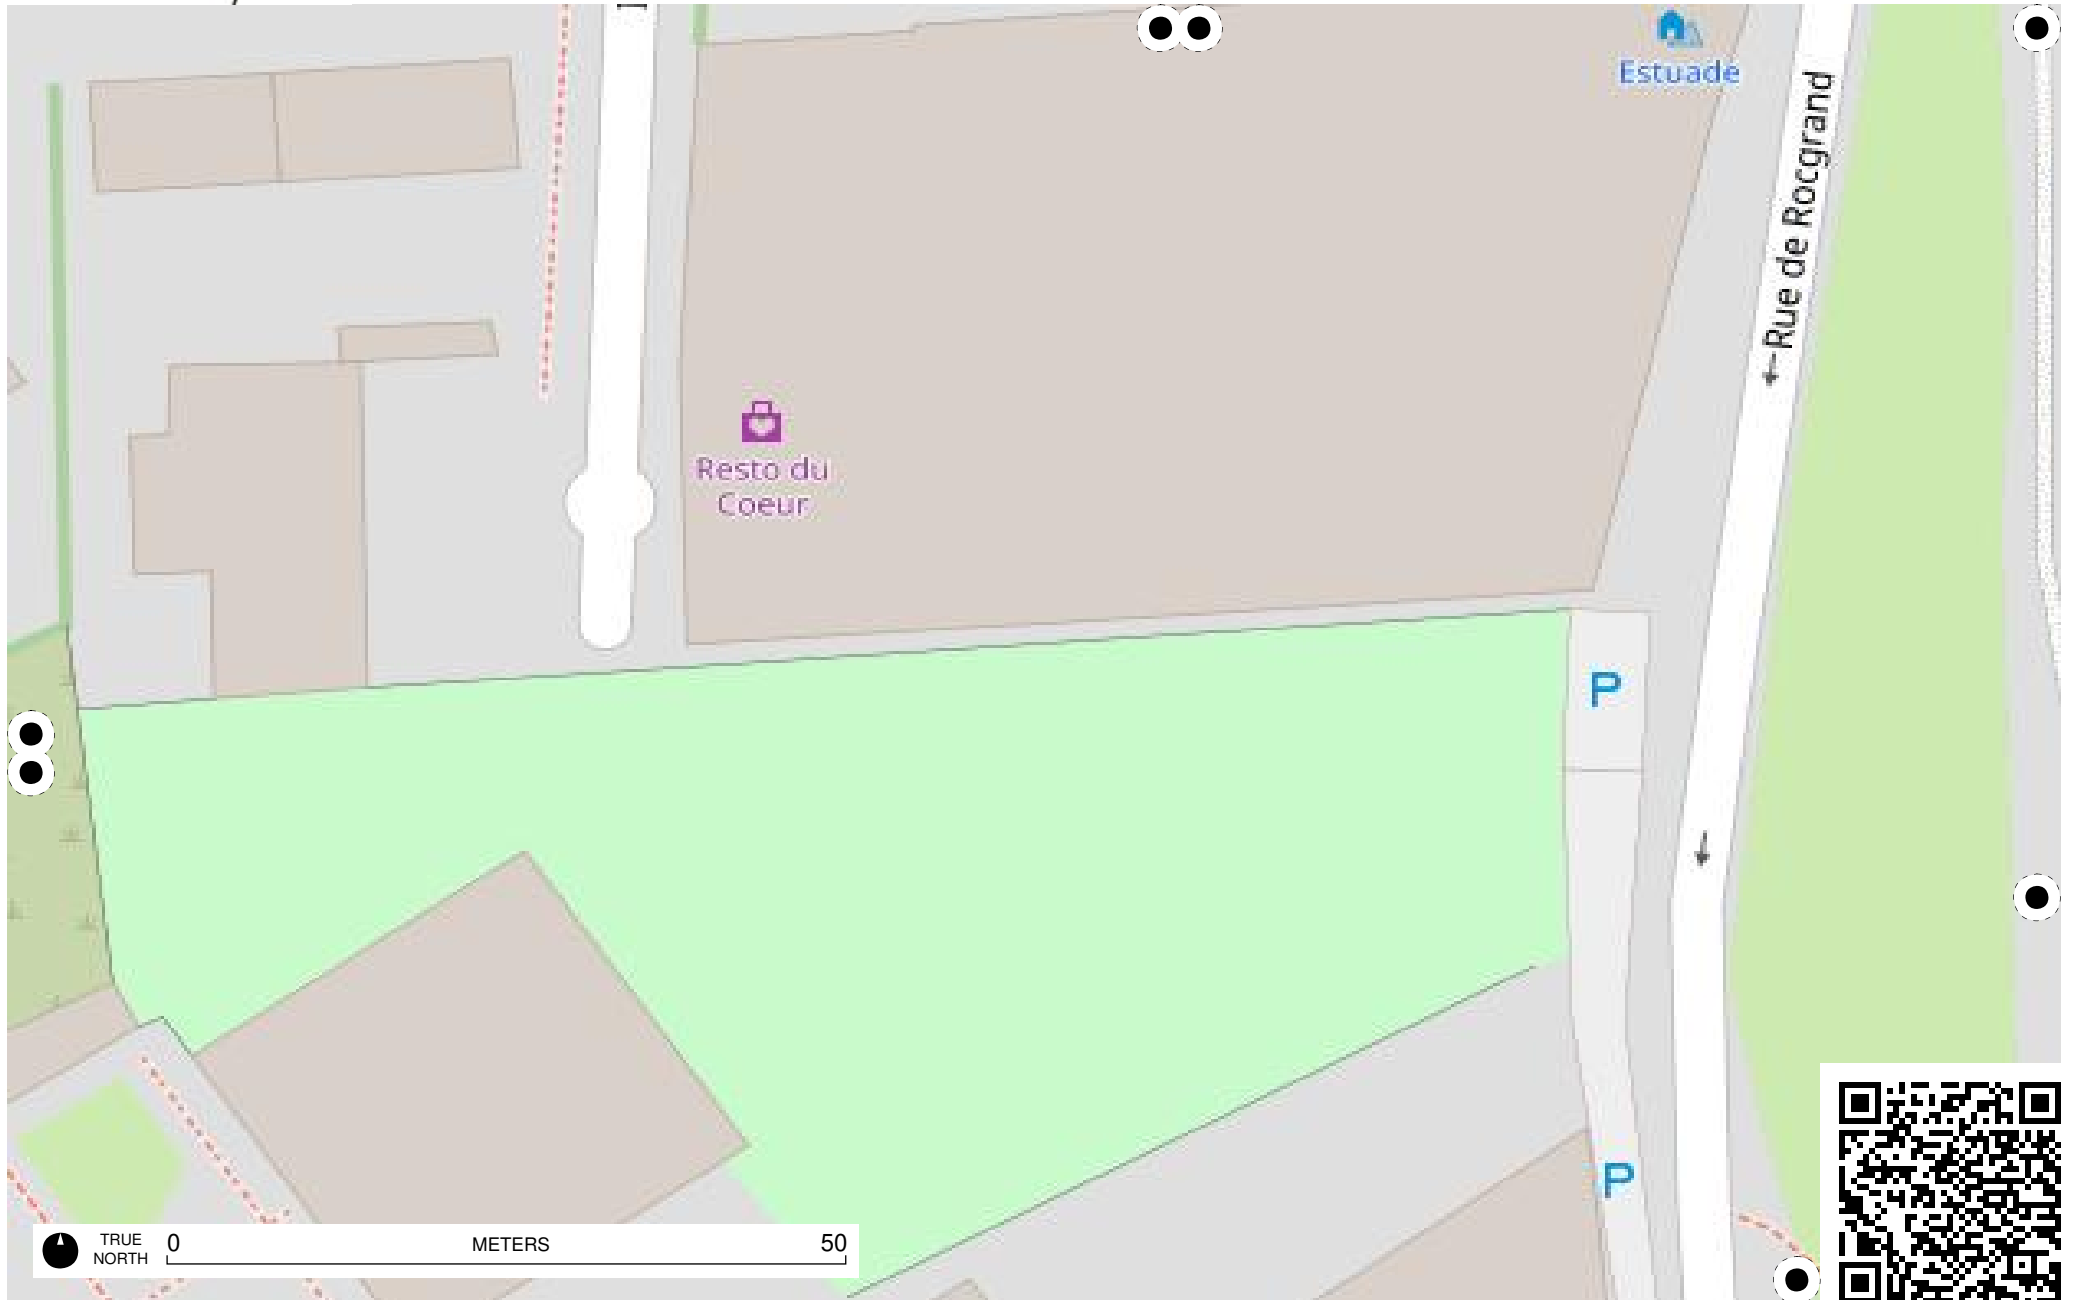 Estuade
←Rue de Rocgrand
Resto du
Coeur
P
P
TRUE
NORTH
0 METERS 50